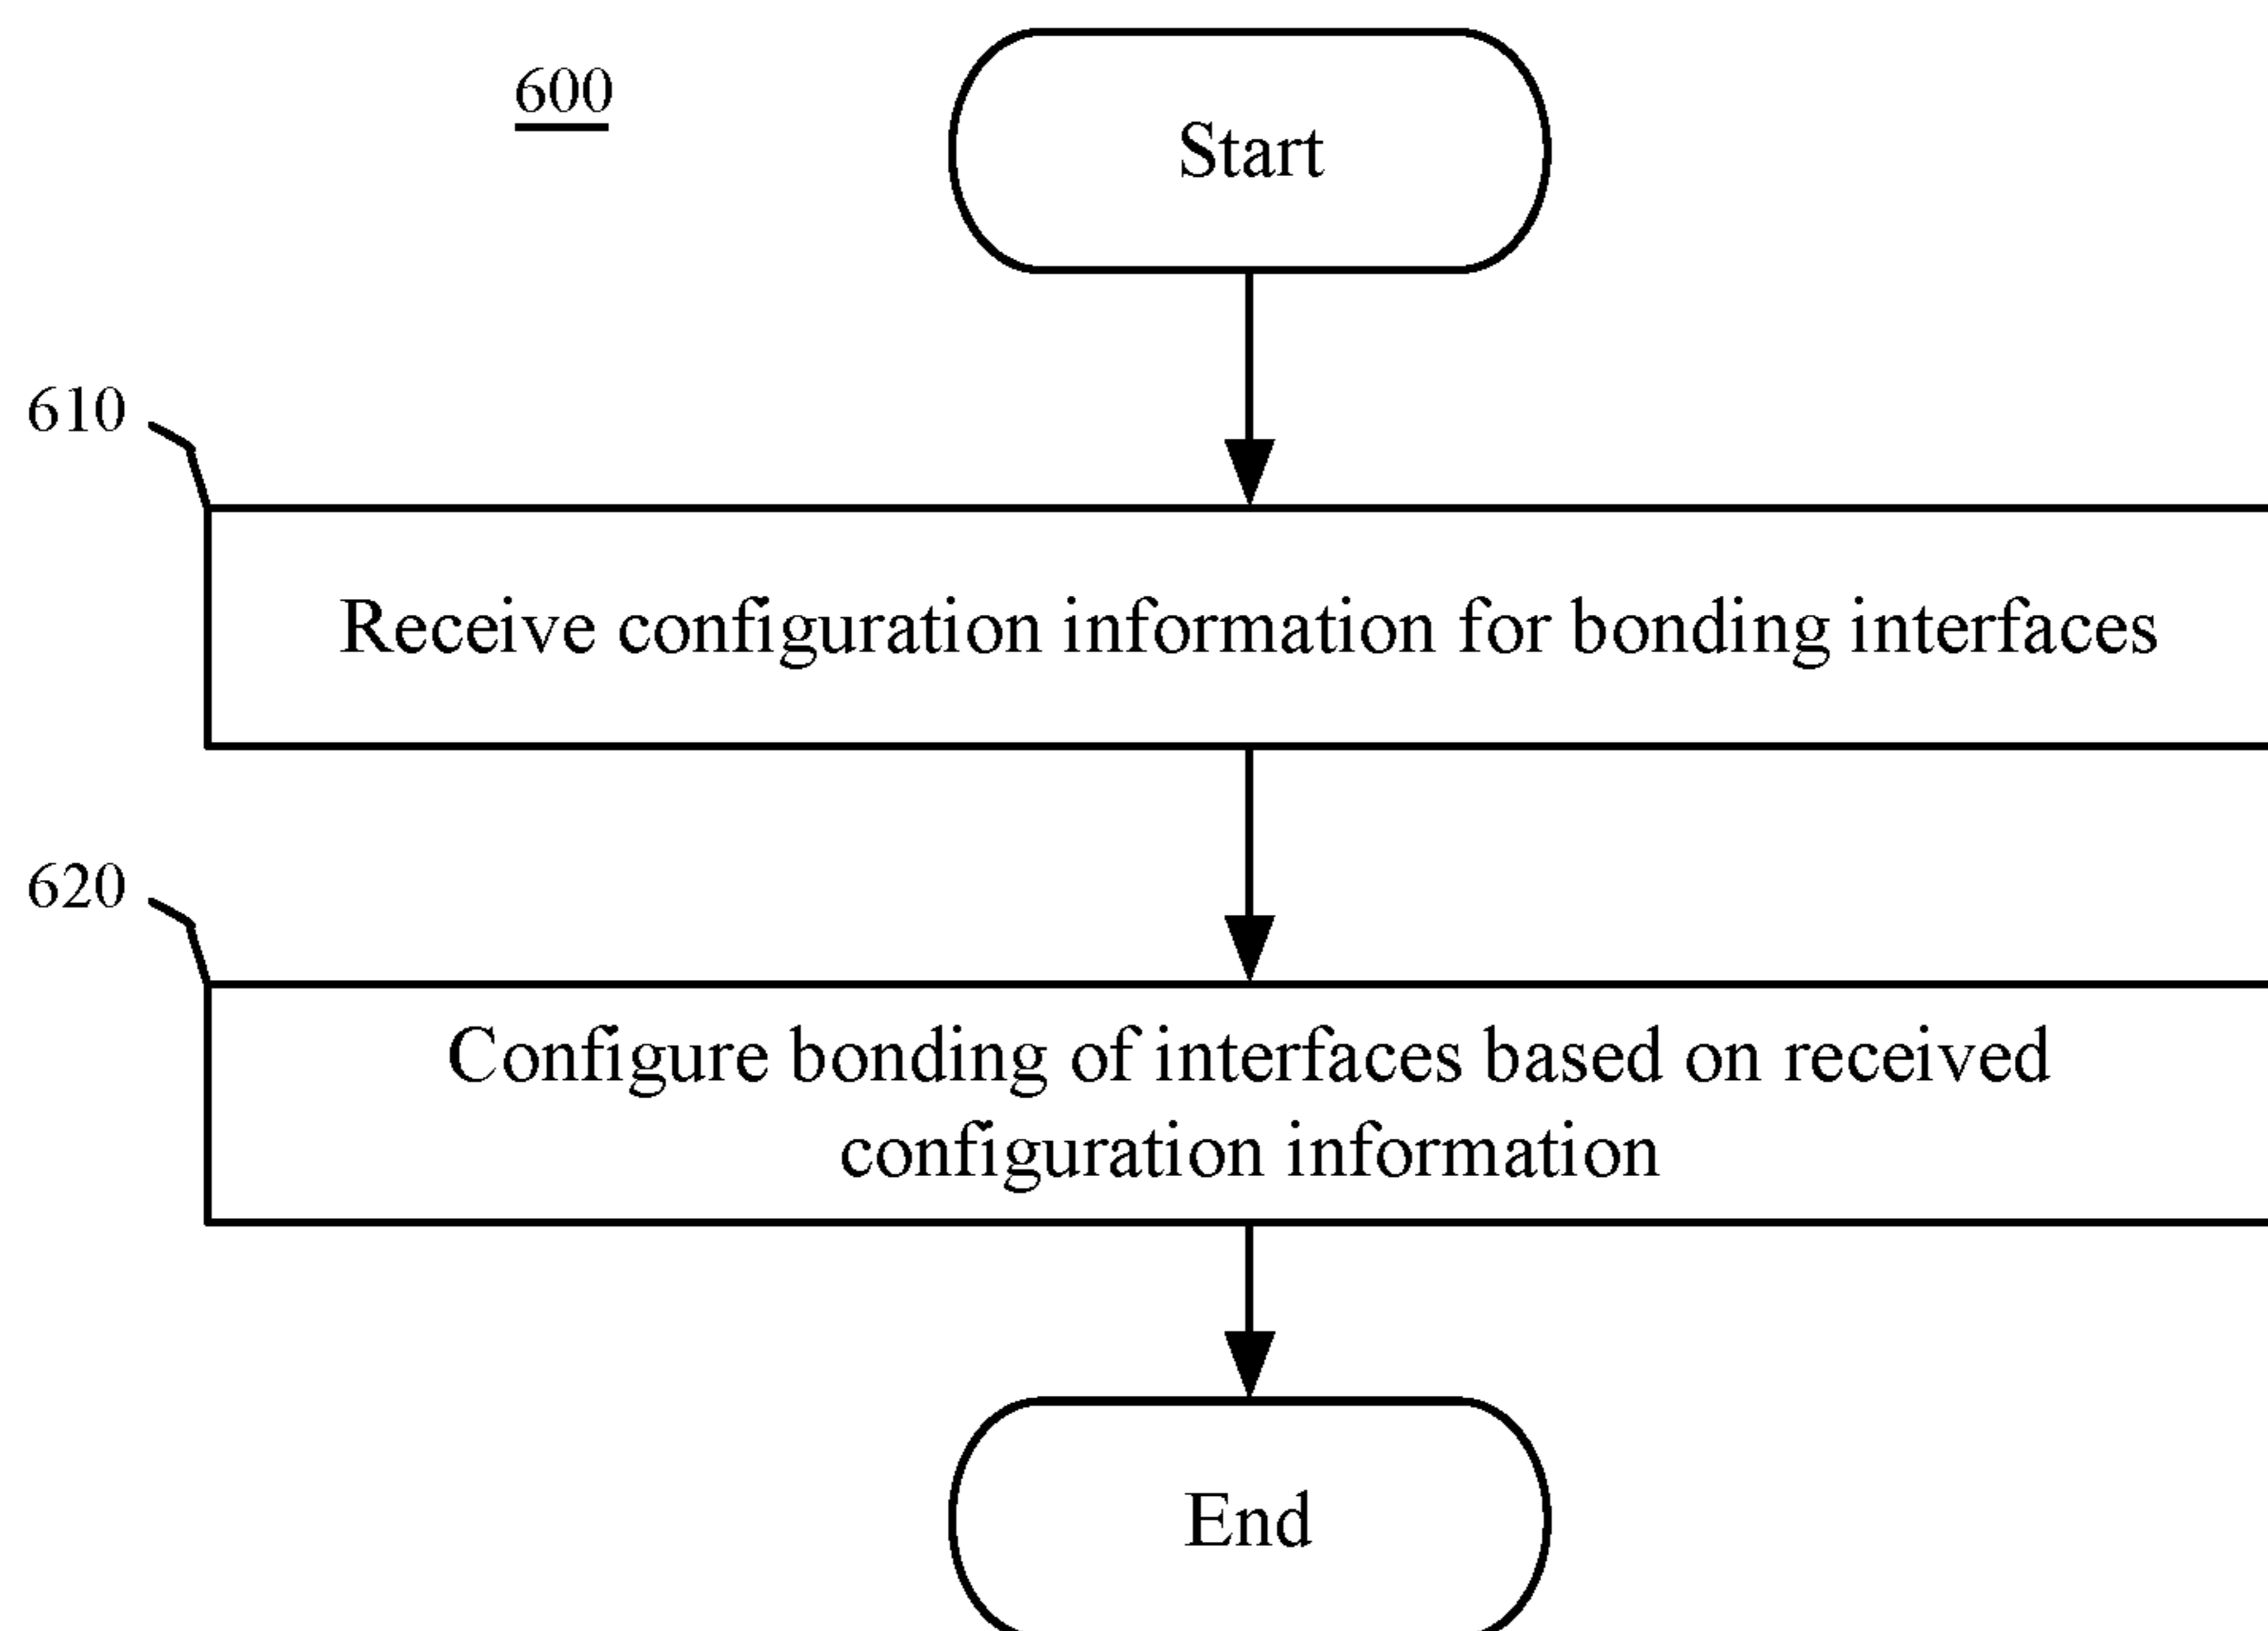 600
Start
610
Receive configuration information for bonding interfaces
620
Configure bonding of interfaces based on received
configuration information
End